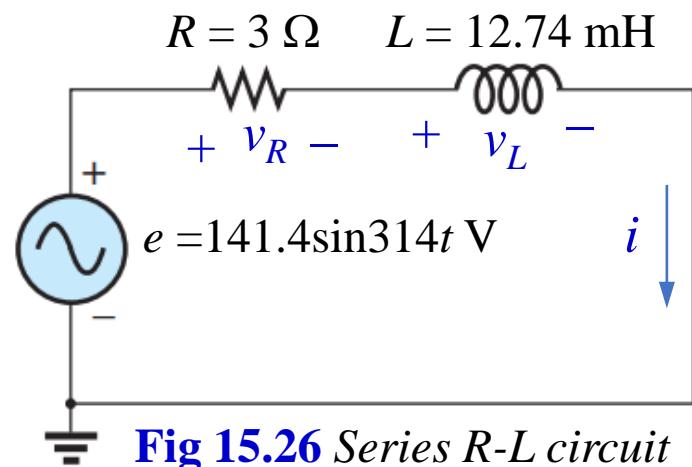 R = 3 Ω L = 12.74 mH
+ v_R − + v_L −
+
e =141.4sin314t V i
−
Fig 15.26 Series R-L circuit